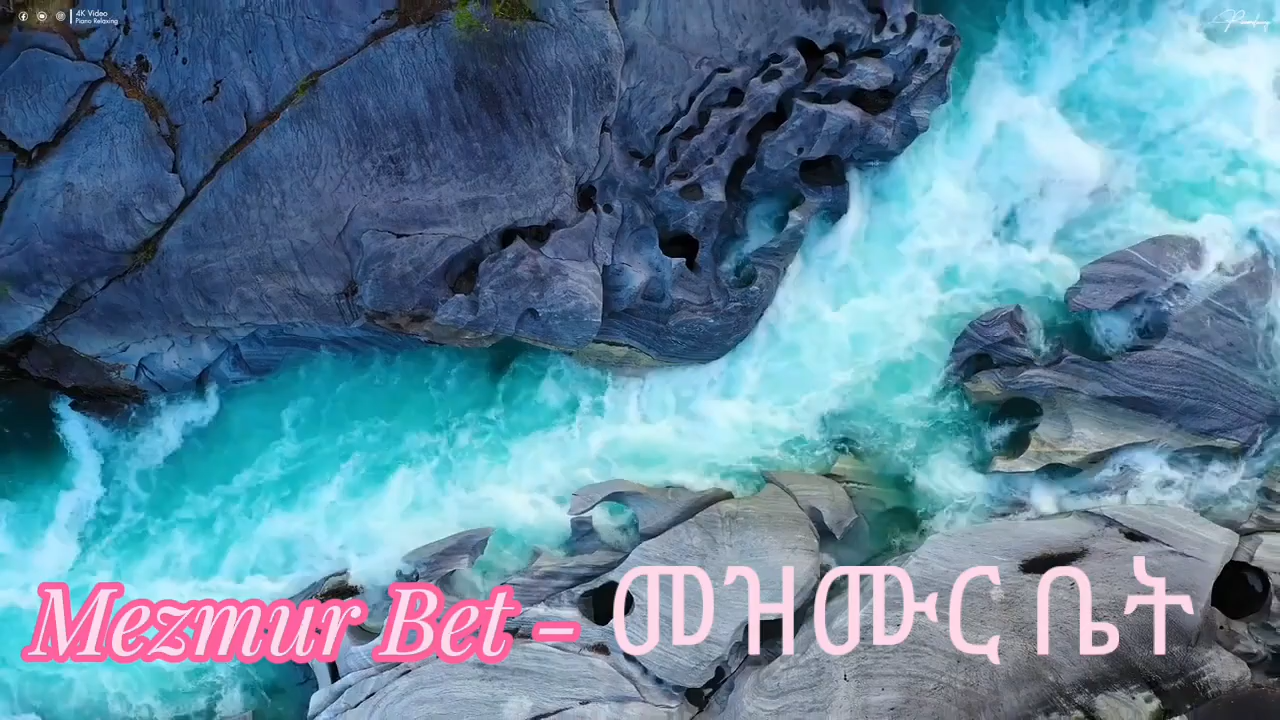 4K Video
Piano Relaxing
Mezmur Bet - መዝሙር ቤት